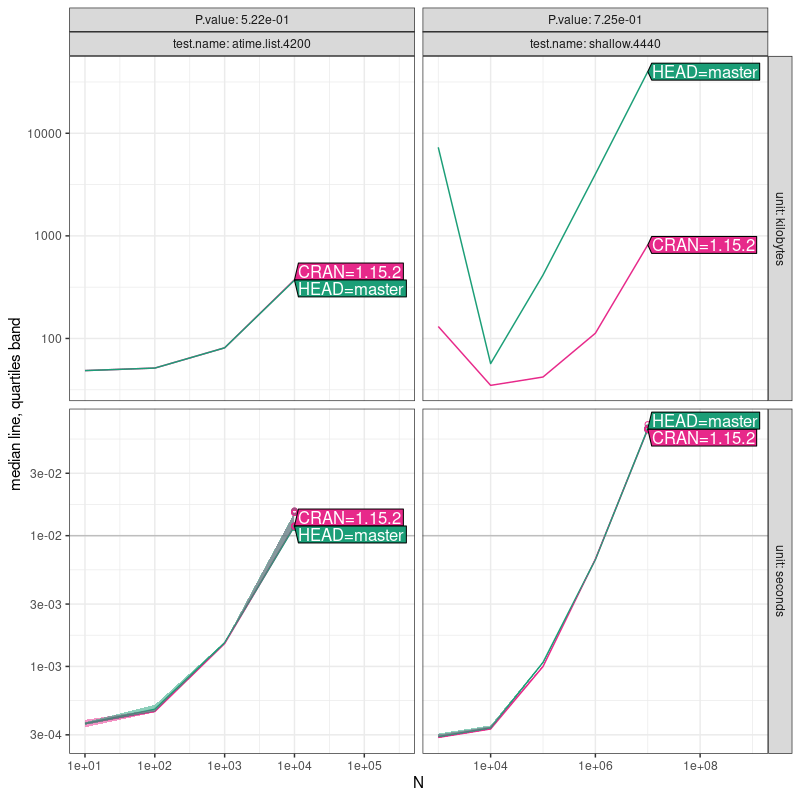 P.value: 5.22e-01
P.value: 7.25e-01
test.name: atime.list.4200
test.name: shallow.4440
HEAD=master
10000
1000
100
CRAN=1.15.2
HEAD=master
CRAN=1.15.2
unit: kilobytes
median line, quartiles band
3e-02
1e-02
3e-03
1e-03
3e-04
CRAN=1.15.2
HEAD=master
HEAD=master
CRAN=1.15.2
unit: seconds
1e+01
1e+02
1e+03
1e+04
1e+05
1e+04
1e+06
1e+08
N